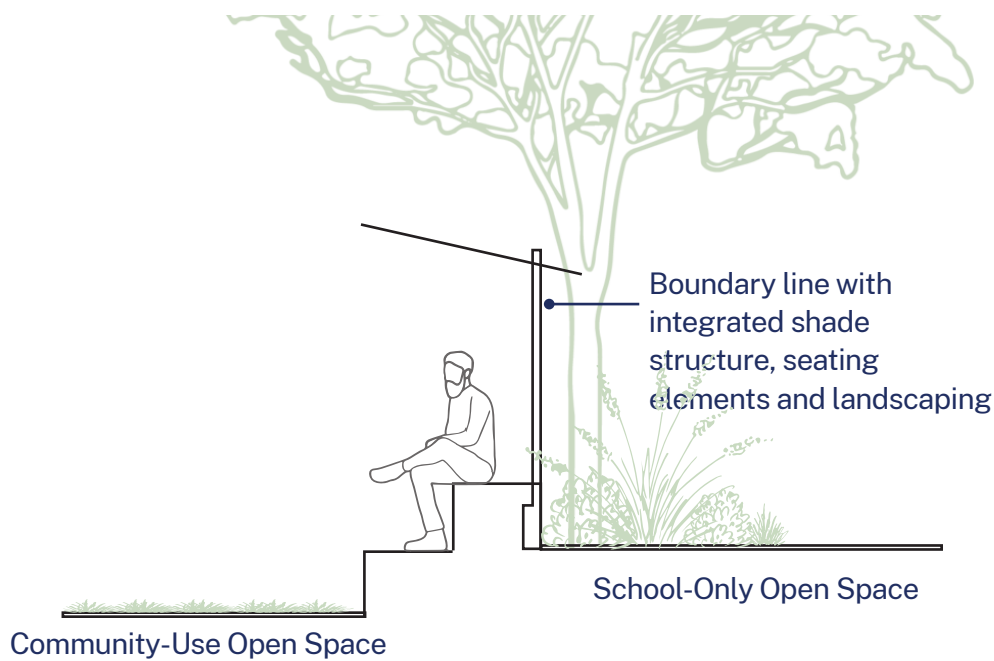 Boundary line with
integrated shade
structure, seating
elements and landscaping
School-Only Open Space
Community-Use Open Space